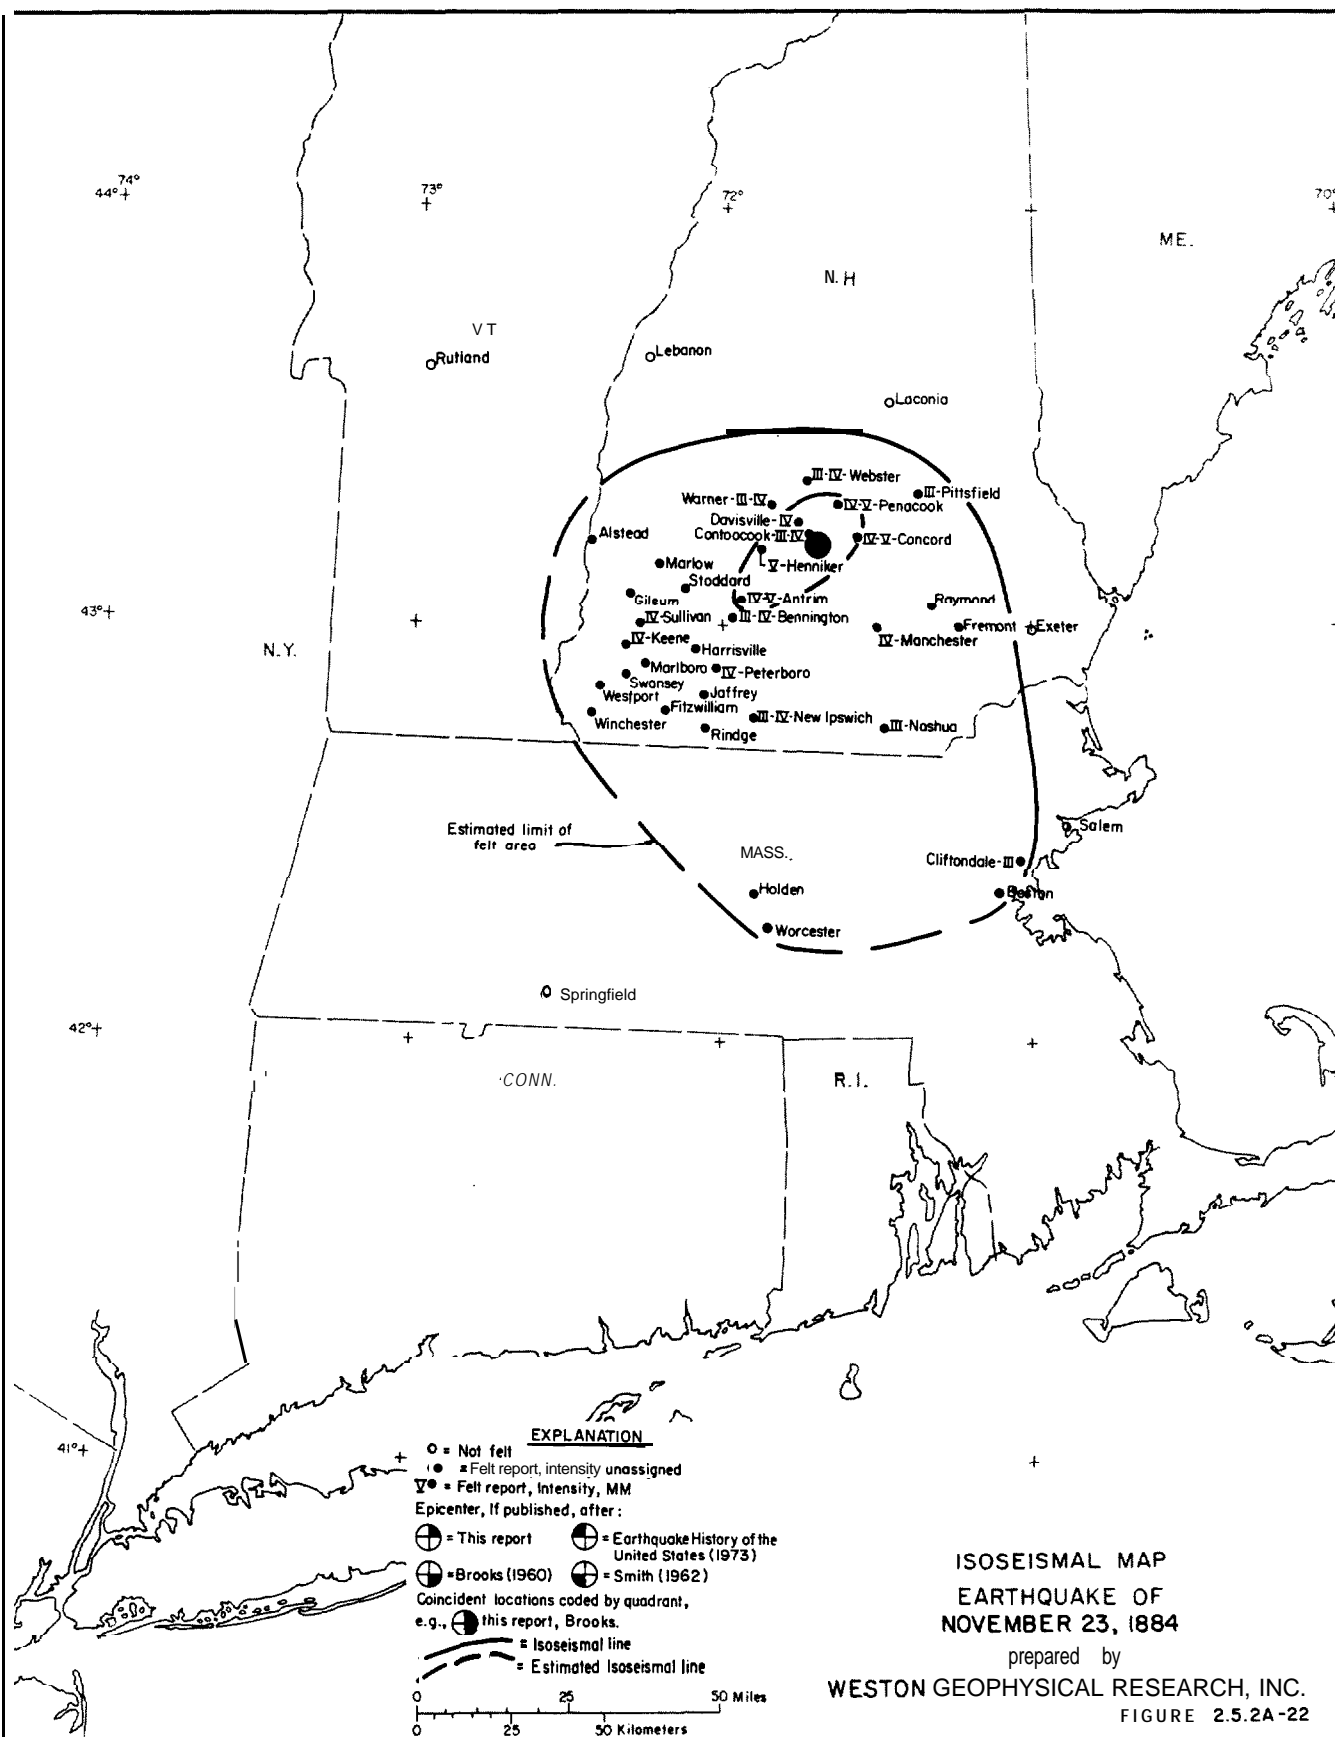 74°
44°
73°
72°
70°
ME.
N.H
VT
Rutland
Lebanon
Laconia
III-IV-Webster
Warner-III-IV
III-Pittsfield
IV-V-Penacook
Davisville-IV
Contoocook-III-IV
IV-V-Concord
Alstead
V-Henniker
Marlow
Stoddard
Gilsum
IV-V-Antrim
Raymond
43°
IV-Sullivan
III-IV-Bennington
Fremont
Exeter
IV-Manchester
N.Y.
IV-Keene
Harrisville
Marlboro
IV-Peterboro
Swansey
Westport
Jaffrey
Fitzwilliam
Winchester
III-IV-New Ipswich
III-Nashua
Rindge
Estimated limit of
felt area
Salem
MASS.
Cliftondale-III
Holden
Boston
Worcester
Springfield
42°
CONN.
R.I.
41°
EXPLANATION
O = Not felt
● = Felt report, intensity unassigned
V● = Felt report, Intensity, MM
Epicenter, If published, after:
= This report
= Earthquake History of the
United States (1973)
= Brooks (1960)
= Smith (1962)
Coincident locations coded by quadrant,
e.g., this report, Brooks.
= Isoseismal line
= Estimated Isoseismal line
0 25 50 Miles
0 25 50 Kilometers
ISOSEISMAL MAP
EARTHQUAKE OF
NOVEMBER 23, 1884
prepared by
WESTON GEOPHYSICAL RESEARCH, INC.
FIGURE 2.5.2A-22